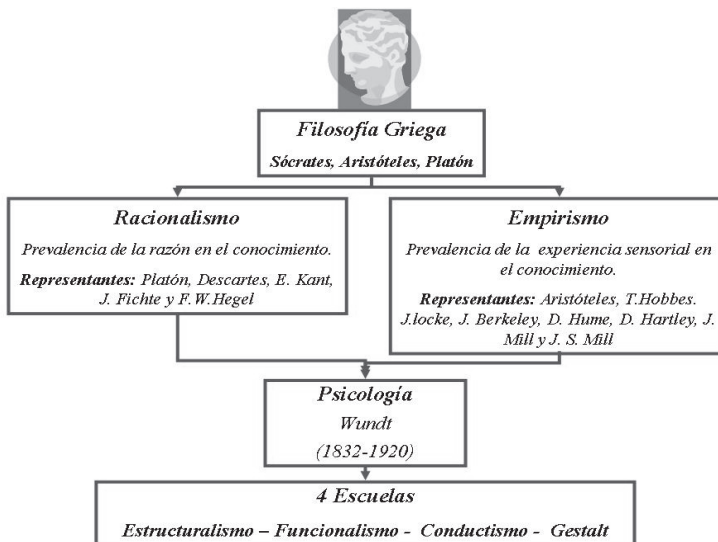 Filosofía Griega
Sócrates, Aristóteles, Platón
Racionalismo
Prevalencia de la razón en el conocimiento.
Representantes: Platón, Descartes, E. Kant,
J. Fichte y F.W.Hegel
Empirismo
Prevalencia de la experiencia sensorial en
el conocimiento.
Representantes: Aristóteles, T.Hobbes.
J.locke, J. Berkeley, D. Hume, D. Hartley, J.
Mill y J. S. Mill
Psicología
Wundt
(1832-1920)
4 Escuelas
Estructuralismo – Funcionalismo - Conductismo - Gestalt